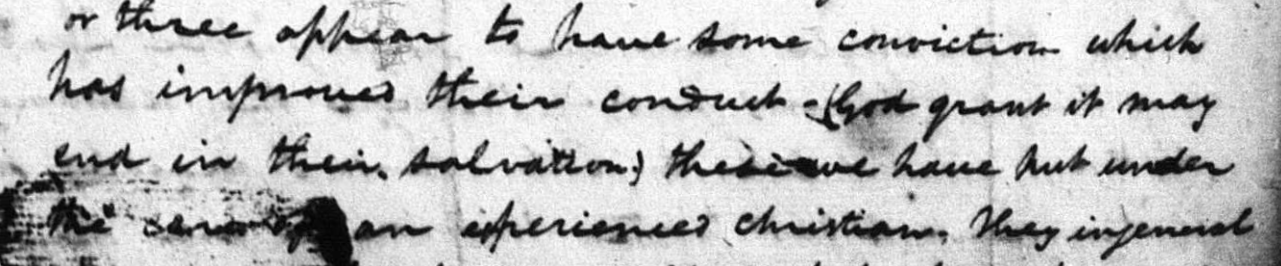 or three appear to have some conviction which
has improved their conduct - (God grant it may
end in their salvation) these we have put under
the care of an experienced christian. They in general